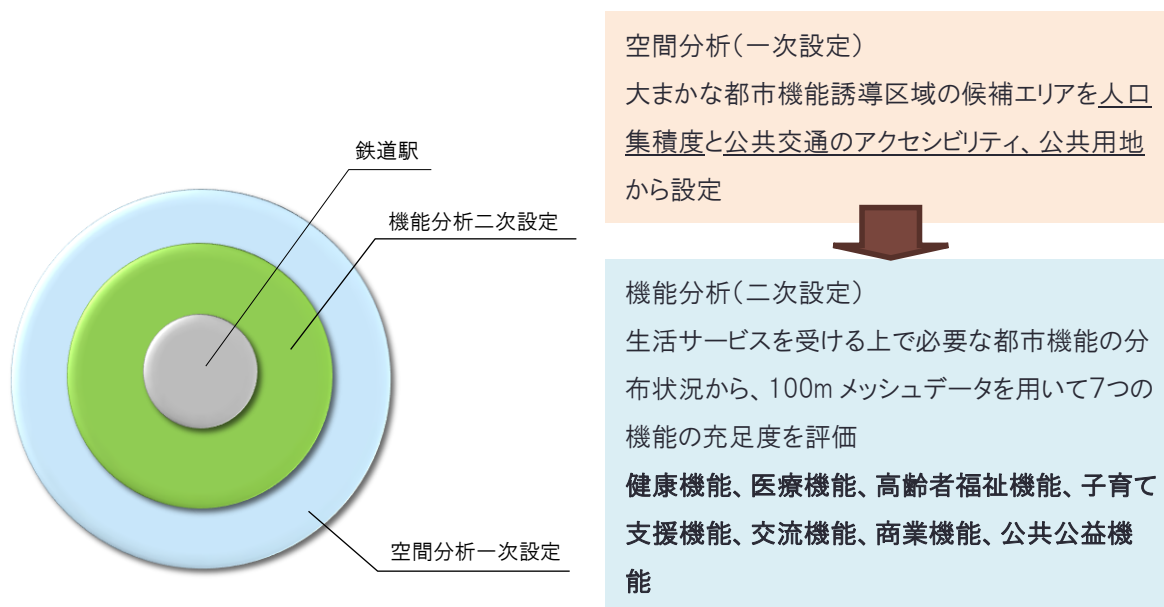 鉄道駅
機能分析二次設定
空間分析一次設定
空間分析(一次設定)
大まかな都市機能誘導区域の候補エリアを人口
集積度と公共交通のアクセシビリティ、公共用地
から設定
機能分析(二次設定)
生活サービスを受ける上で必要な都市機能の分
布状況から、100m メッシュデータを用いて7つの
機能の充足度を評価
健康機能、医療機能、高齢者福祉機能、子育て
支援機能、交流機能、商業機能、公共公益機
能